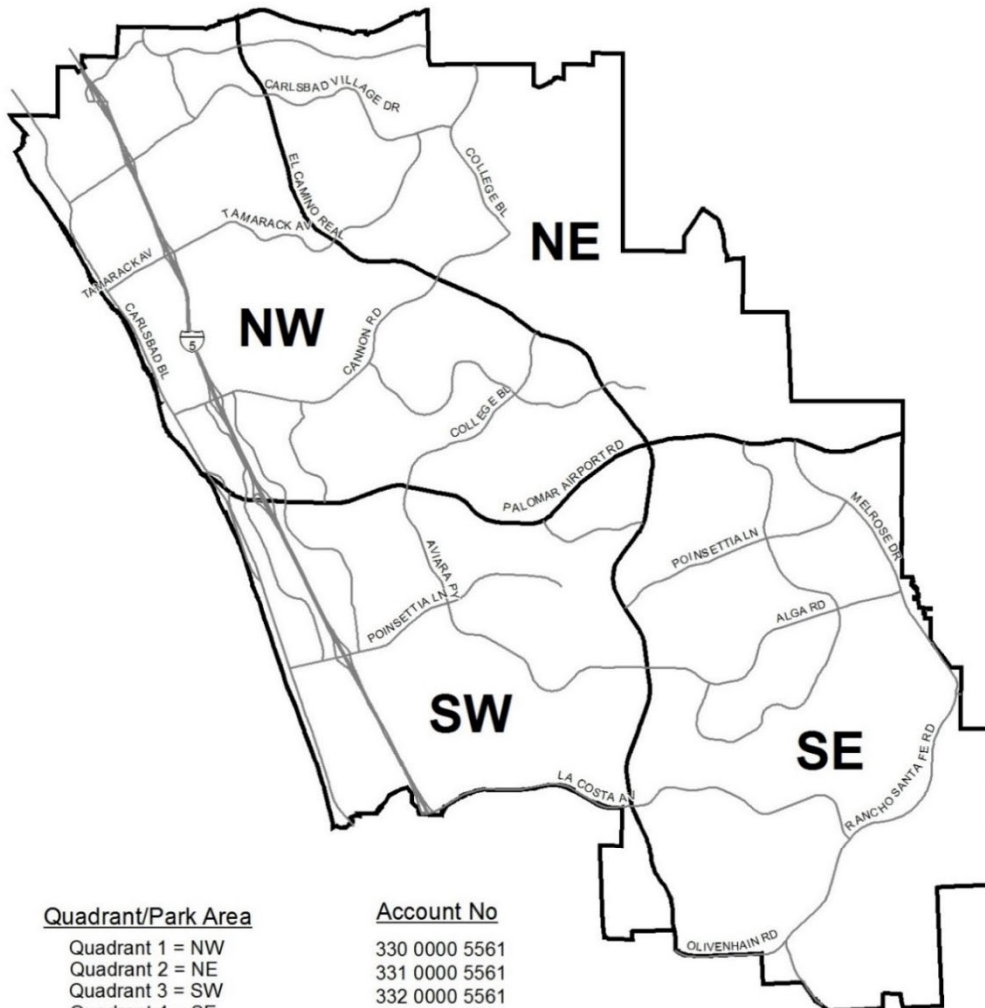 CARLSBAD VILLAGE DR
EL CAMINO REAL
COLLEGE BL
TAMARACK AV
NE
TAMARACK AV
CARLSBAD BL
5
NW
CANNON RD
COLLEGE BL
PALOMAR AIRPORT RD
MELROSE DR
POINSETTIA LN
AVIARA PY
POINSETTIA LN
ALGA RD
SW
SE
LA COSTA AV
RANCHO SANTA FE RD
OLIVENHAIN RD
Quadrant/Park Area
Account No
Quadrant 1 = NW
330 0000 5561
Quadrant 2 = NE
331 0000 5561
Quadrant 3 = SW
332 0000 5561